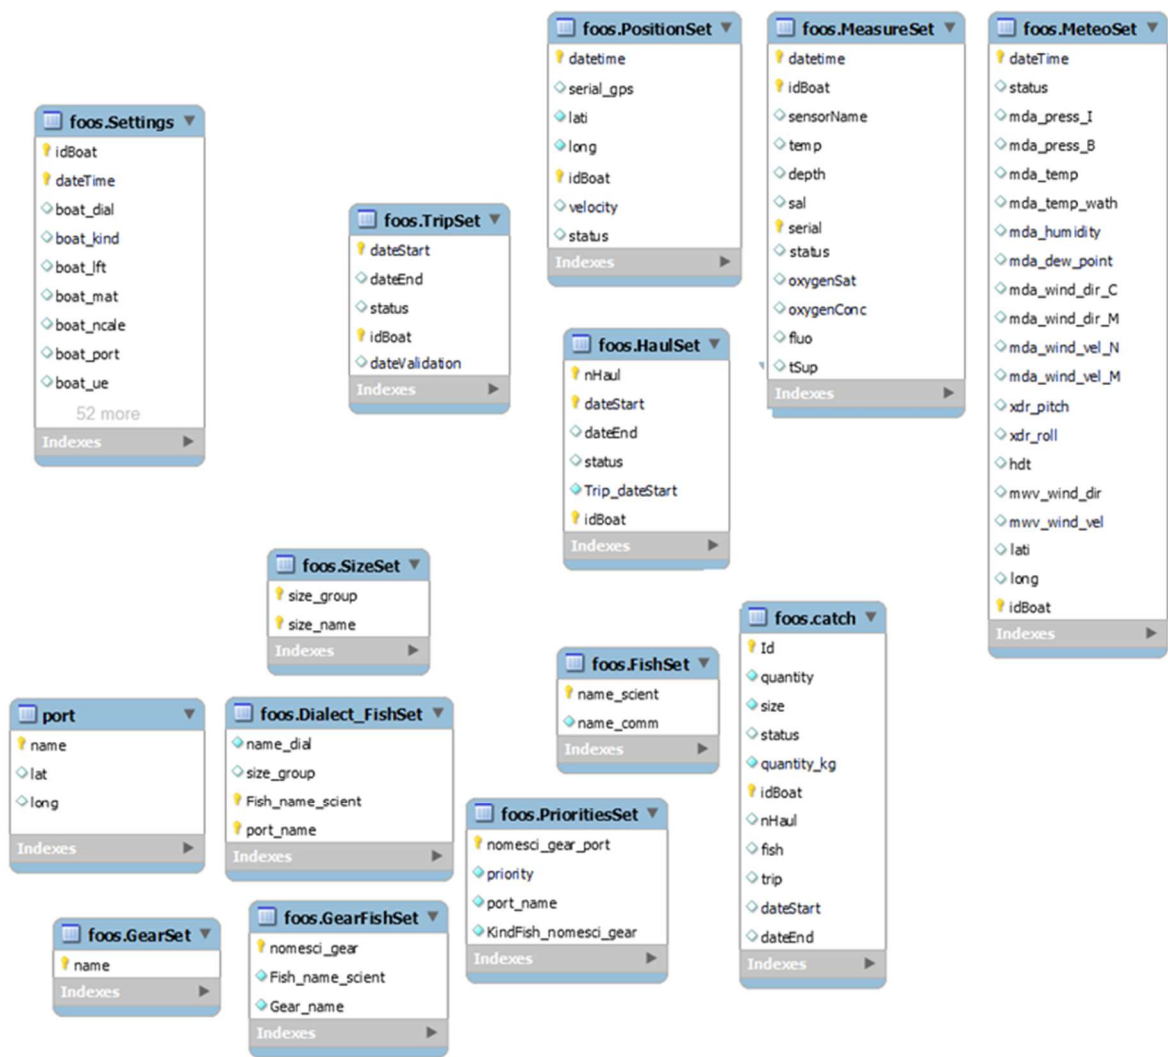 foos.Settings
idBoat
dateTime
boat_dial
boat_kind
boat_lft
boat_mat
boat_ncale
boat_port
boat_ue
52 more
Indexes
foos.TripSet
dateStart
dateEnd
status
idBoat
dateValidation
Indexes
foos.PositionSet
datetime
serial_gps
lati
long
idBoat
velocity
status
Indexes
foos.MeasureSet
datetime
idBoat
sensorName
temp
depth
sal
serial
status
oxygenSat
oxygenConc
fluo
tSup
Indexes
foos.MeteoSet
dateTime
status
mda_press_I
mda_press_B
mda_temp
mda_temp_wath
mda_humidity
mda_dew_point
mda_wind_dir_C
mda_wind_dir_M
mda_wind_vel_N
mda_wind_vel_M
xdr_pitch
xdr_roll
hdt
mwv_wind_dir
mwv_wind_vel
lati
long
idBoat
Indexes
foos.HaulSet
nHaul
dateStart
dateEnd
status
Trip_dateStart
idBoat
Indexes
foos.SizeSet
size_group
size_name
Indexes
foos.FishSet
name_scient
name_comm
Indexes
foos.catch
Id
quantity
size
status
quantity_kg
idBoat
nHaul
fish
trip
dateStart
dateEnd
Indexes
port
name
lat
long
Indexes
foos.Dialect_FishSet
name_dial
size_group
Fish_name_scient
port_name
Indexes
foos.PrioritiesSet
nomesci_gear_port
priority
port_name
KindFish_nomesci_gear
Indexes
foos.GearSet
name
Indexes
foos.GearFishSet
nomesci_gear
Fish_name_scient
Gear_name
Indexes